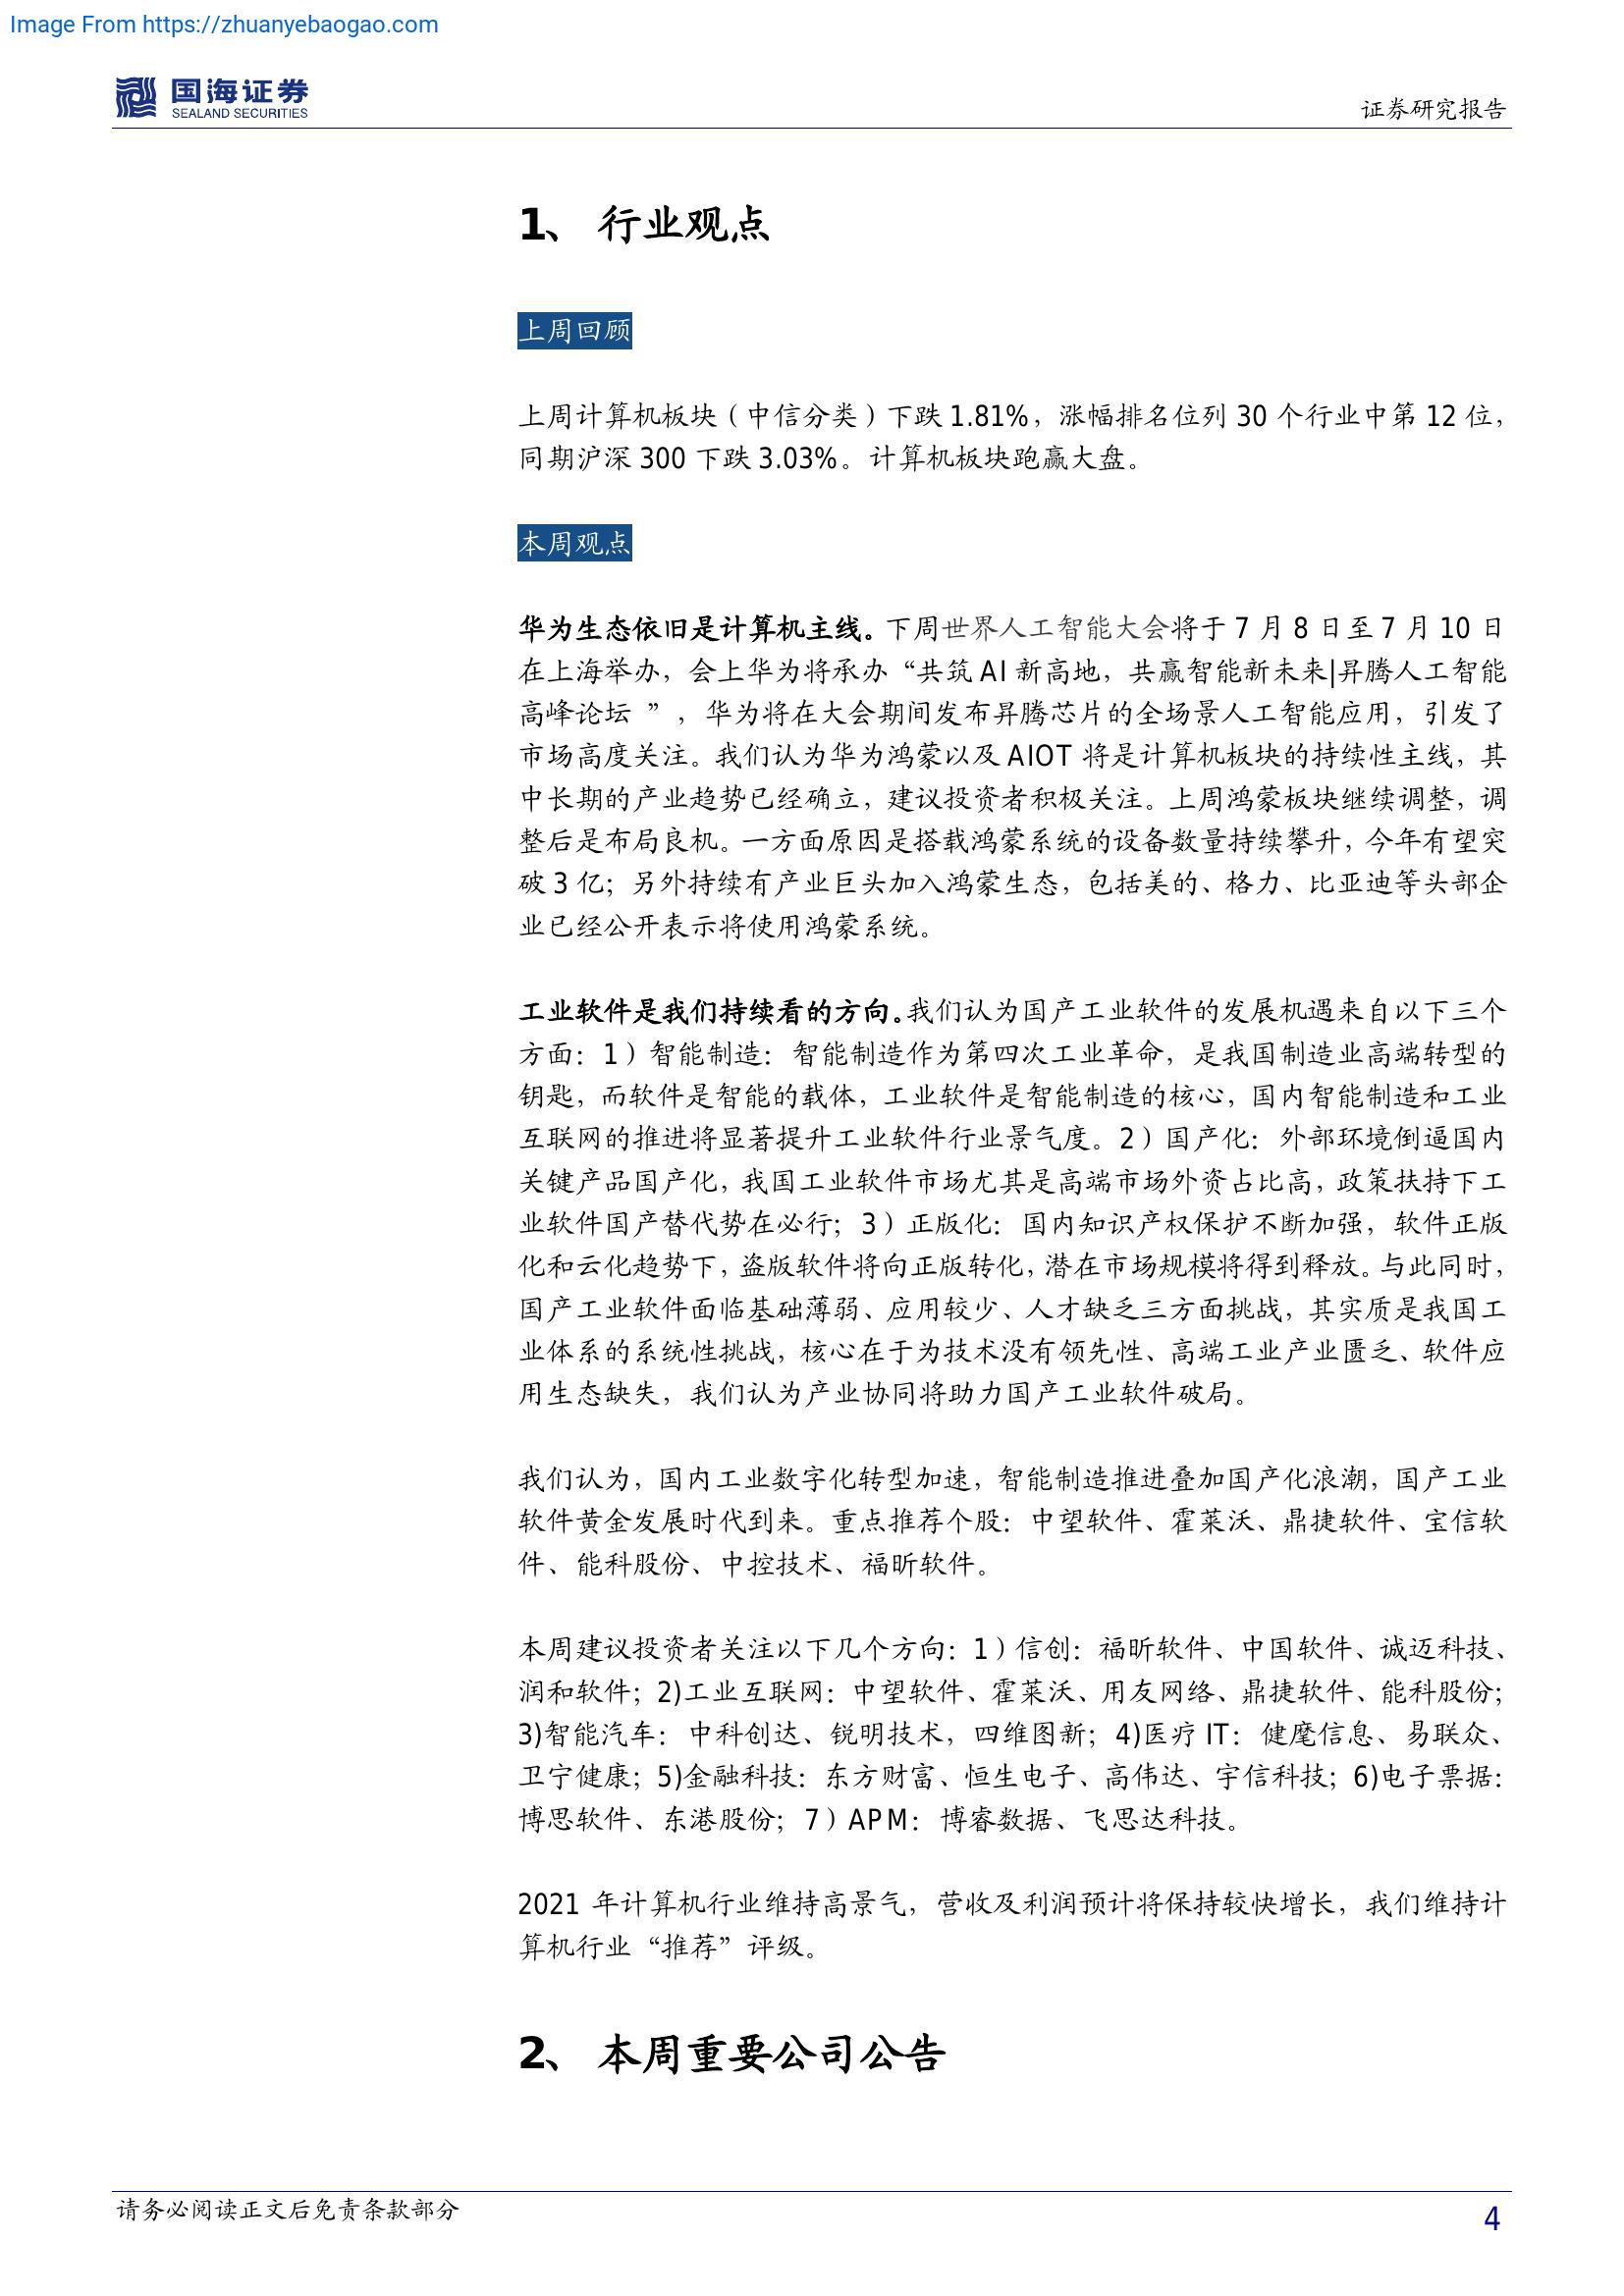 Image From https://zhuanyebaogao.com
国海证券
SEALAND SECURITIES
证券研究报告
1、 行业观点
上周回顾
上周计算机板块（中信分类）下跌 1.81%，涨幅排名位列 30 个行业中第 12 位，
同期沪深 300 下跌 3.03%。计算机板块跑赢大盘。
本周观点
华为生态依旧是计算机主线。下周世界人工智能大会将于 7 月 8 日至 7 月 10 日
在上海举办，会上华为将承办“共筑 AI 新高地，共赢智能新未来|昇腾人工智能
高峰论坛 ”，华为将在大会期间发布昇腾芯片的全场景人工智能应用，引发了
市场高度关注。我们认为华为鸿蒙以及 AIOT 将是计算机板块的持续性主线，其
中长期的产业趋势已经确立，建议投资者积极关注。上周鸿蒙板块继续调整，调
整后是布局良机。一方面原因是搭载鸿蒙系统的设备数量持续攀升，今年有望突
破 3 亿；另外持续有产业巨头加入鸿蒙生态，包括美的、格力、比亚迪等头部企
业已经公开表示将使用鸿蒙系统。
工业软件是我们持续看的方向。我们认为国产工业软件的发展机遇来自以下三个
方面：1）智能制造：智能制造作为第四次工业革命，是我国制造业高端转型的
钥匙，而软件是智能的载体，工业软件是智能制造的核心，国内智能制造和工业
互联网的推进将显著提升工业软件行业景气度。2）国产化：外部环境倒逼国内
关键产品国产化，我国工业软件市场尤其是高端市场外资占比高，政策扶持下工
业软件国产替代势在必行；3）正版化：国内知识产权保护不断加强，软件正版
化和云化趋势下，盗版软件将向正版转化，潜在市场规模将得到释放。与此同时，
国产工业软件面临基础薄弱、应用较少、人才缺乏三方面挑战，其实质是我国工
业体系的系统性挑战，核心在于为技术没有领先性、高端工业产业匮乏、软件应
用生态缺失，我们认为产业协同将助力国产工业软件破局。
我们认为，国内工业数字化转型加速，智能制造推进叠加国产化浪潮，国产工业
软件黄金发展时代到来。重点推荐个股：中望软件、霍莱沃、鼎捷软件、宝信软
件、能科股份、中控技术、福昕软件。
本周建议投资者关注以下几个方向：1）信创：福昕软件、中国软件、诚迈科技、
润和软件；2)工业互联网：中望软件、霍莱沃、用友网络、鼎捷软件、能科股份；
3)智能汽车：中科创达、锐明技术，四维图新；4)医疗 IT：健麾信息、易联众、
卫宁健康；5)金融科技：东方财富、恒生电子、高伟达、宇信科技；6)电子票据：
博思软件、东港股份；7）APM：博睿数据、飞思达科技。
2021 年计算机行业维持高景气，营收及利润预计将保持较快增长，我们维持计
算机行业“推荐”评级。
2、 本周重要公司公告
请务必阅读正文后免责条款部分
4